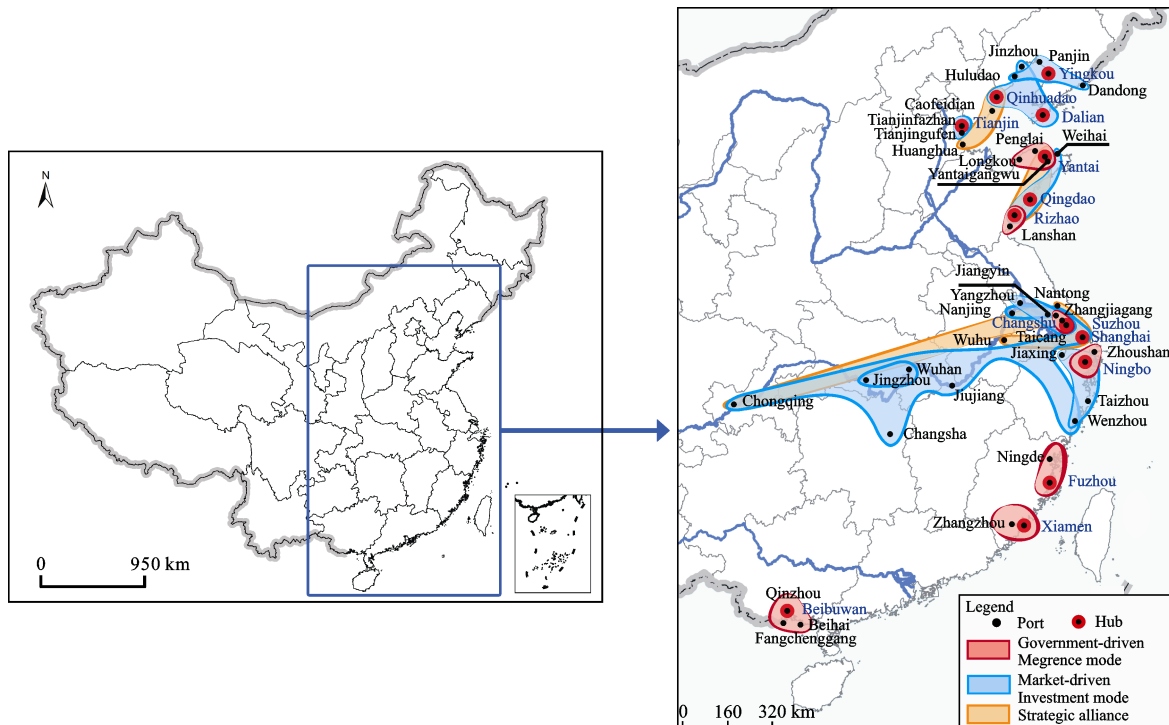 N
0
950 km
Jinzhou
Panjin
Huludao
Yingkou
Dandong
Qinhuadao
Caofeidian
Dalian
Tianjinfazhan
Tianjin
Tianjingufen
Penglai
Weihai
Huanghua
Longkou
Yantai
Yantaigangwu
Qingdao
Rizhao
Lanshan
Jiangyin
Yangzhou
Nantong
Nanjing
Zhangjiagang
Changshu
Suzhou
Wuhu
Taicang
Shanghai
Jiaxing
Zhoushan
Wuhan
Ningbo
Jingzhou
Jiujiang
Chongqing
Taizhou
Wenzhou
Changsha
Ningde
Fuzhou
Zhangzhou
Xiamen
Qinzhou
Beibuwan
Beihai
Fangchenggang
Legend
Port
Hub
Government-driven
Megrence mode
Market-driven
Investment mode
Strategic alliance
0 160 320 km